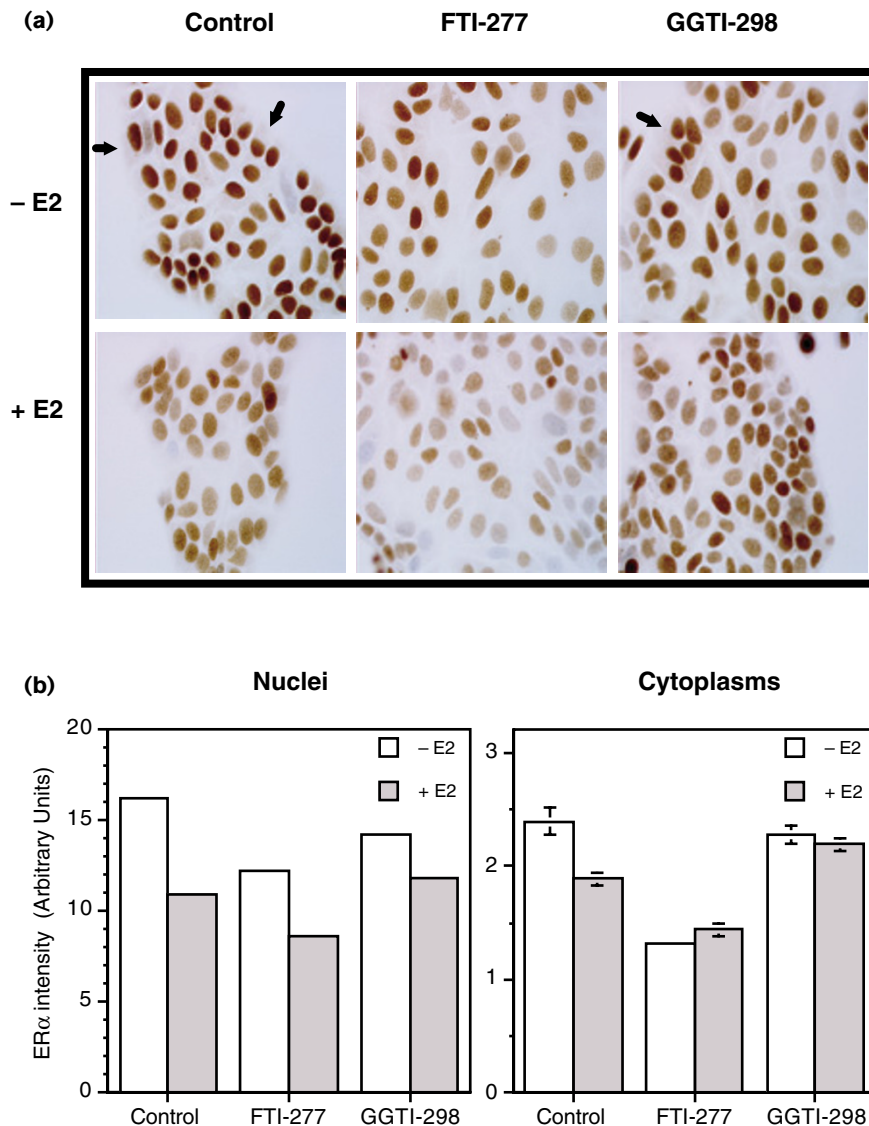 (a)
Control FTI-277 GGTI-298
– E2
+ E2
(b)
Nuclei
ERα intensity (Arbitrary Units)
20
15
10
5
0
– E2
+ E2
Control FTI-277 GGTI-298
Cytoplasms
3
2
1
0
– E2
+ E2
Control FTI-277 GGTI-298